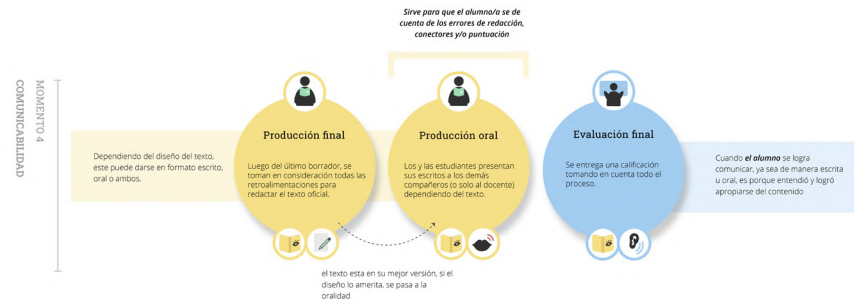 Sirve para que el alumno/a se de
cuenta de los errores de redacción,
conectores y/o puntuación
MOMENTO 4
COMUNICABILIDAD
Dependiendo del diseño del texto,
este puede darse en formato escrito,
oral o ambos.
Producción final
Luego del último borrador, se
toman en consideración todas las
retroalimentaciones para
redactar el texto oficial.
el texto esta en su mejor versión, si el
diseño lo amerita, se pasa a la
oralidad
Producción oral
Los y las estudiantes presentan
sus escritos a los demás
compañeros (o solo al docente)
dependiendo del texto.
Evaluación final
Se entrega una calificación
tomando en cuenta todo el
proceso.
Cuando el alumno se logra
comunicar, ya sea de manera escrita
u oral, es porque entendió y logró
apropiarse del contenido